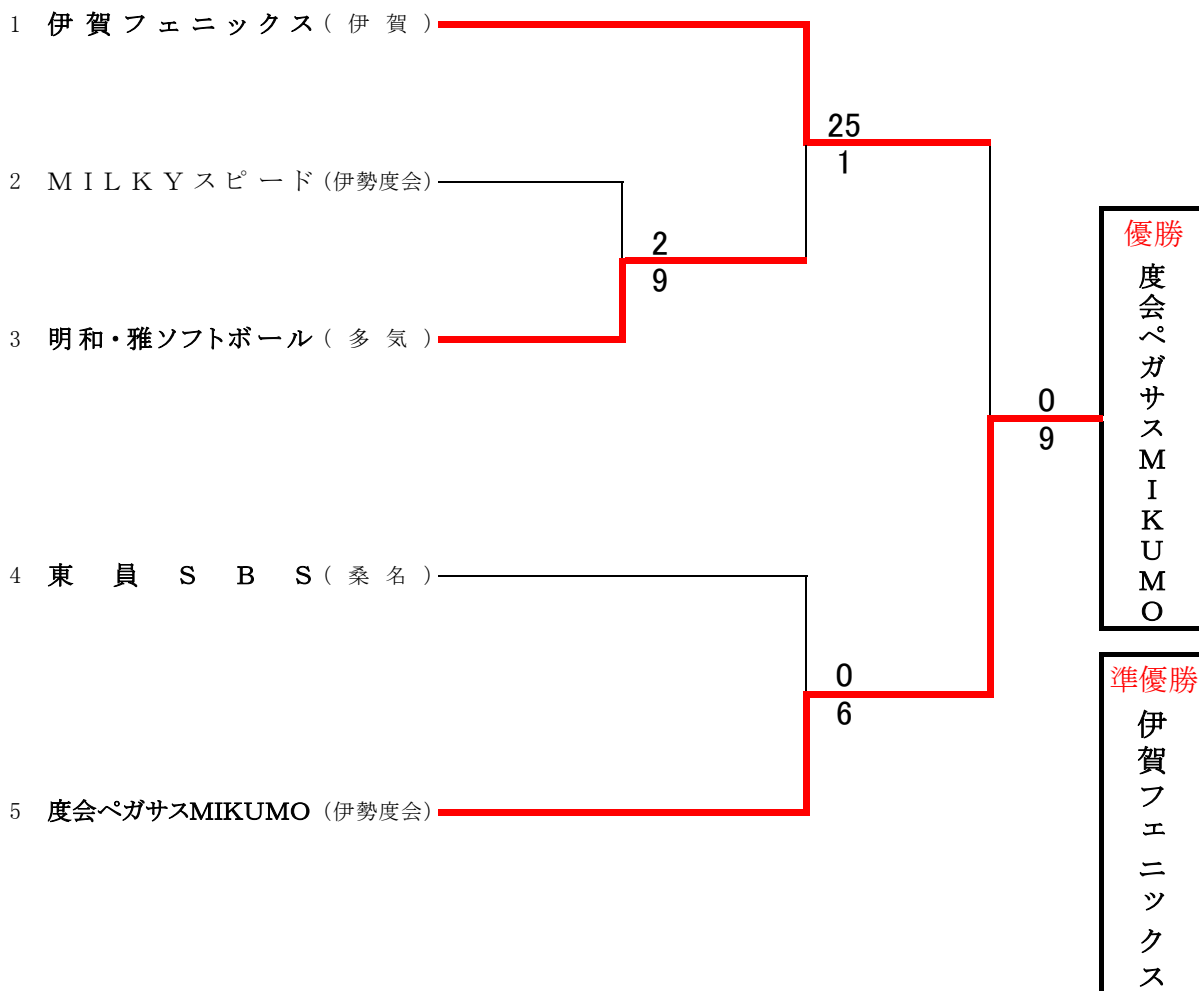 1 伊賀フェニックス(伊賀)
25
1
2 MILKYスピード(伊勢度会)
2
9
3 明和・雅ソフトボール(多気)
優勝
度会ペガサスMIKUMO
0
9
4 東員SBS(桑名)
0
6
5 度会ペガサスMIKUMO(伊勢度会)
準優勝
伊賀フェニックス